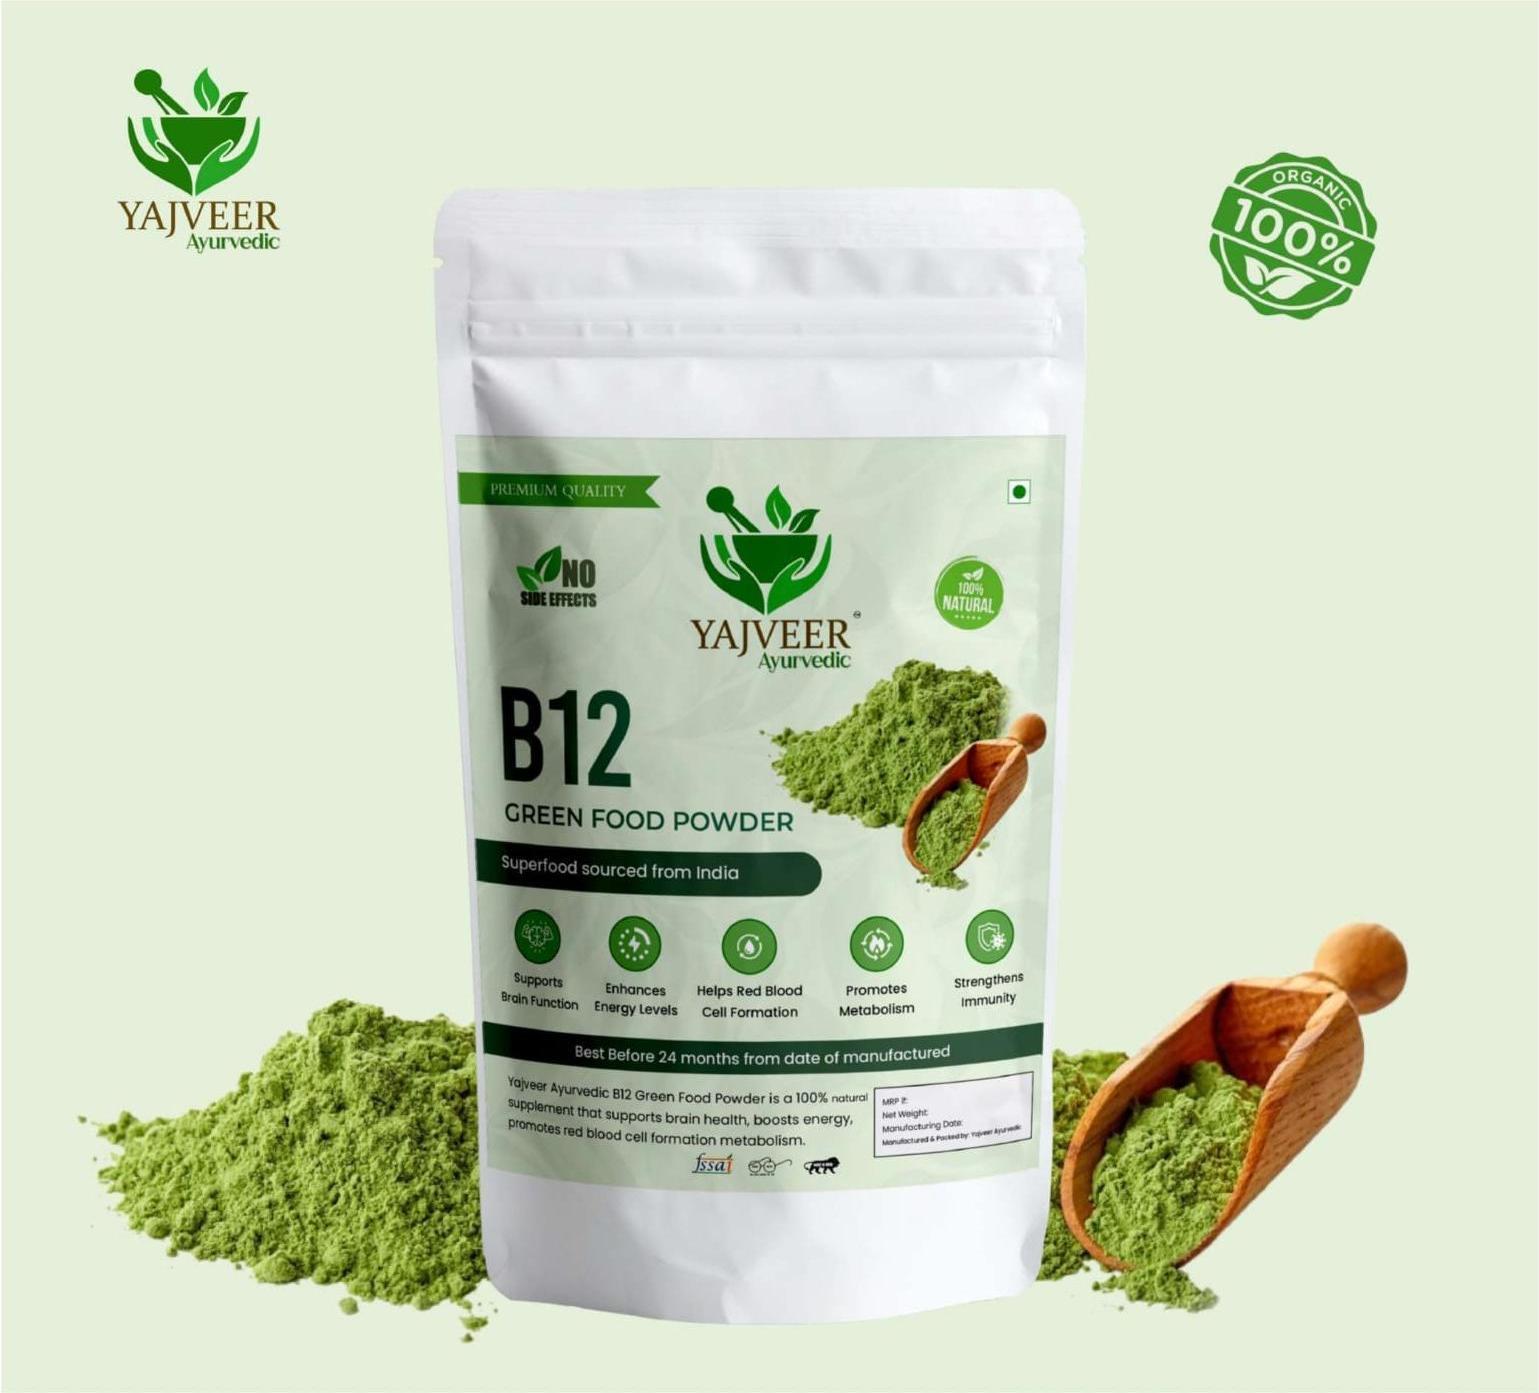 YAJVEER
Ayurvedic
ORGANIC
100%
PREMIUM QUALITY
NO
SIDE EFFECTS
100%
NATURAL
YAJVEER
Ayurvedic
B12
GREEN FOOD POWDER
Superfood sourced from India
Supports
Brain Function
Enhances
Energy Levels
Helps Red Blood
Cell Formation
Promotes
Metabolism
Strengthens
Immunity
Best Before 24 months from date of manufactured
Yajveer Ayurvedic B12 Green Food Powder is a 100% natural
supplement that supports brain health, boosts energy,
promotes red blood cell formation metabolism.
MRP ₹:
Net Weight:
Manufacturing Date:
Manufactured & Packed by: Yajveer Ayurvedic
fssai